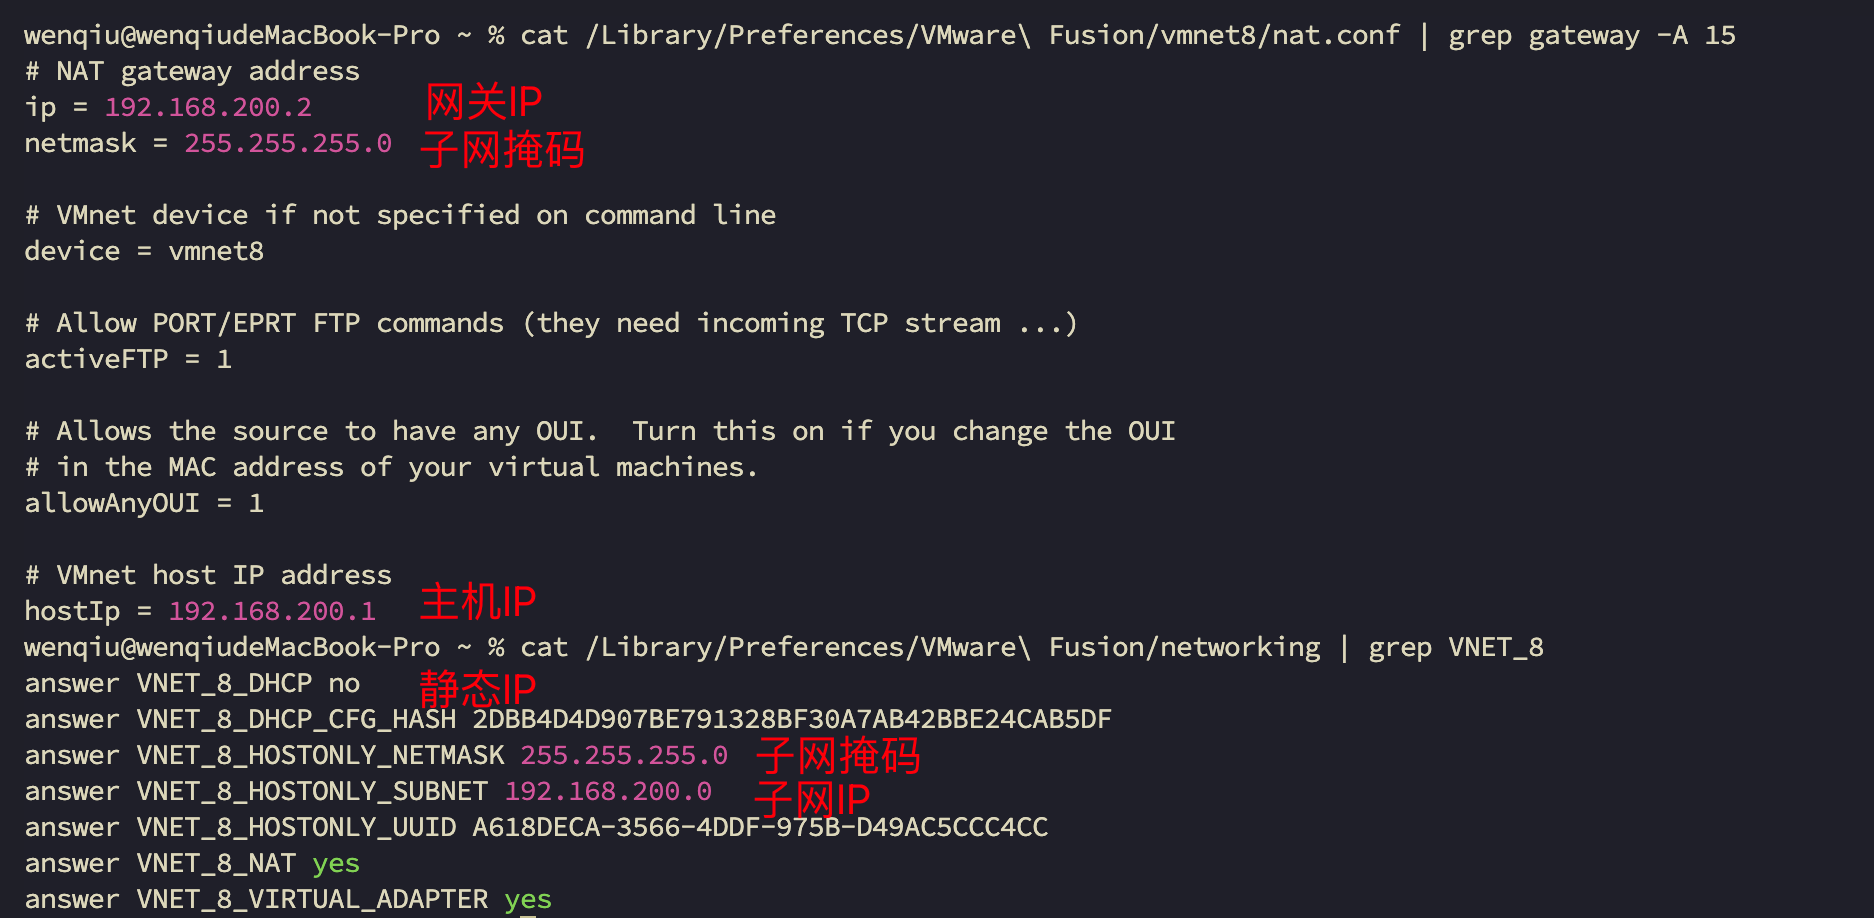 wenqiu@wenqiudeMacBook-Pro ~ % cat /Library/Preferences/VMware\ Fusion/vmnet8/nat.conf | grep gateway -A 15
# NAT gateway address
ip = 192.168.200.2 网关IP
netmask = 255.255.255.0 子网掩码
# VMnet device if not specified on command line
device = vmnet8
# Allow PORT/EPRT FTP commands (they need incoming TCP stream ...)
activeFTP = 1
# Allows the source to have any OUI.  Turn this on if you change the OUI
# in the MAC address of your virtual machines.
allowAnyOUI = 1
# VMnet host IP address
hostIp = 192.168.200.1 主机IP
wenqiu@wenqiudeMacBook-Pro ~ % cat /Library/Preferences/VMware\ Fusion/networking | grep VNET_8
answer VNET_8_DHCP no 静态IP
answer VNET_8_DHCP_CFG_HASH 2DBB4D4D907BE791328BF30A7AB42BBE24CAB5DF
answer VNET_8_HOSTONLY_NETMASK 255.255.255.0 子网掩码
answer VNET_8_HOSTONLY_SUBNET 192.168.200.0 子网IP
answer VNET_8_HOSTONLY_UUID A618DECA-3566-4DDF-975B-D49AC5CCC4CC
answer VNET_8_NAT yes
answer VNET_8_VIRTUAL_ADAPTER yes